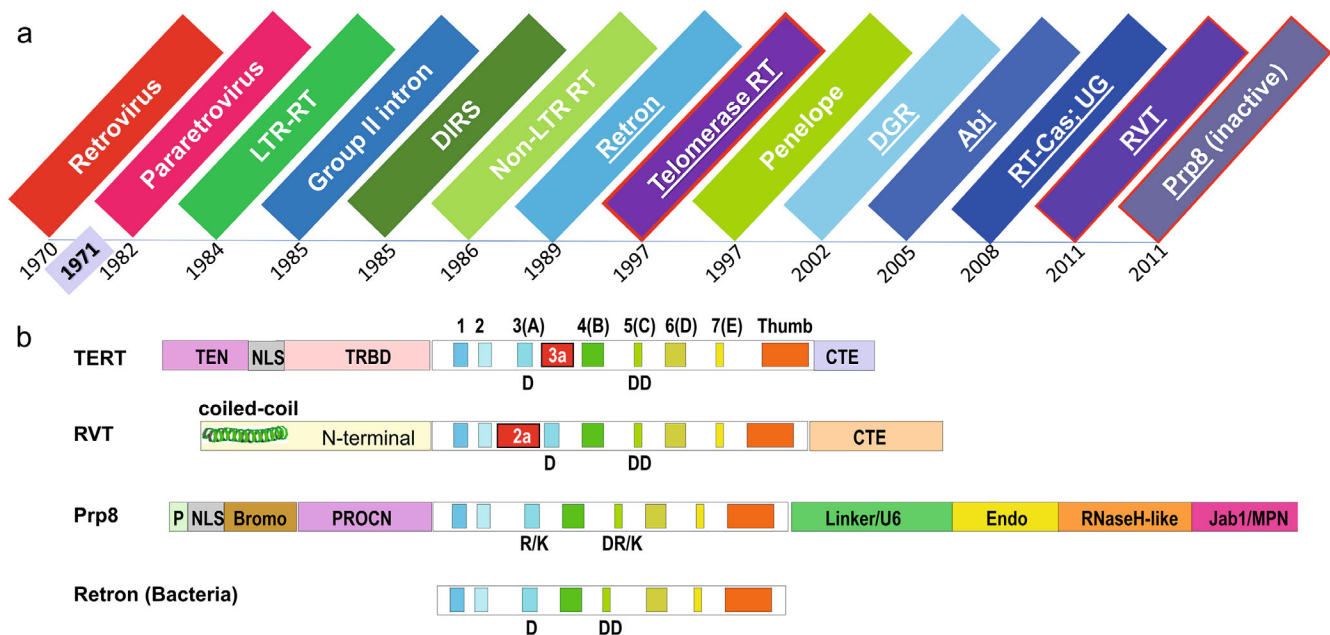 a
Retrovirus
Pararetrovirus
LTR-RT
Group II intron
DIRS
Non-LTR RT
Retron
Telomerase RT
Penelope
DGR
Abi
RT-Cas; UG
RVT
Prp8 (inactive)
1970
1971
1982
1984
1985
1985
1986
1989
1997
1997
2002
2005
2008
2011
2011
b
1 2 3(A) 4(B) 5(C) 6(D) 7(E) Thumb
TERT TEN NLS TRBD 3a CTE
D DD
coiled-coil
RVT N-terminal 2a CTE
D DD
Prp8 P NLS Bromo PROCN Linker/U6 Endo RNaseH-like Jab1/MPN
R/K DR/K
Retron (Bacteria)
D DD